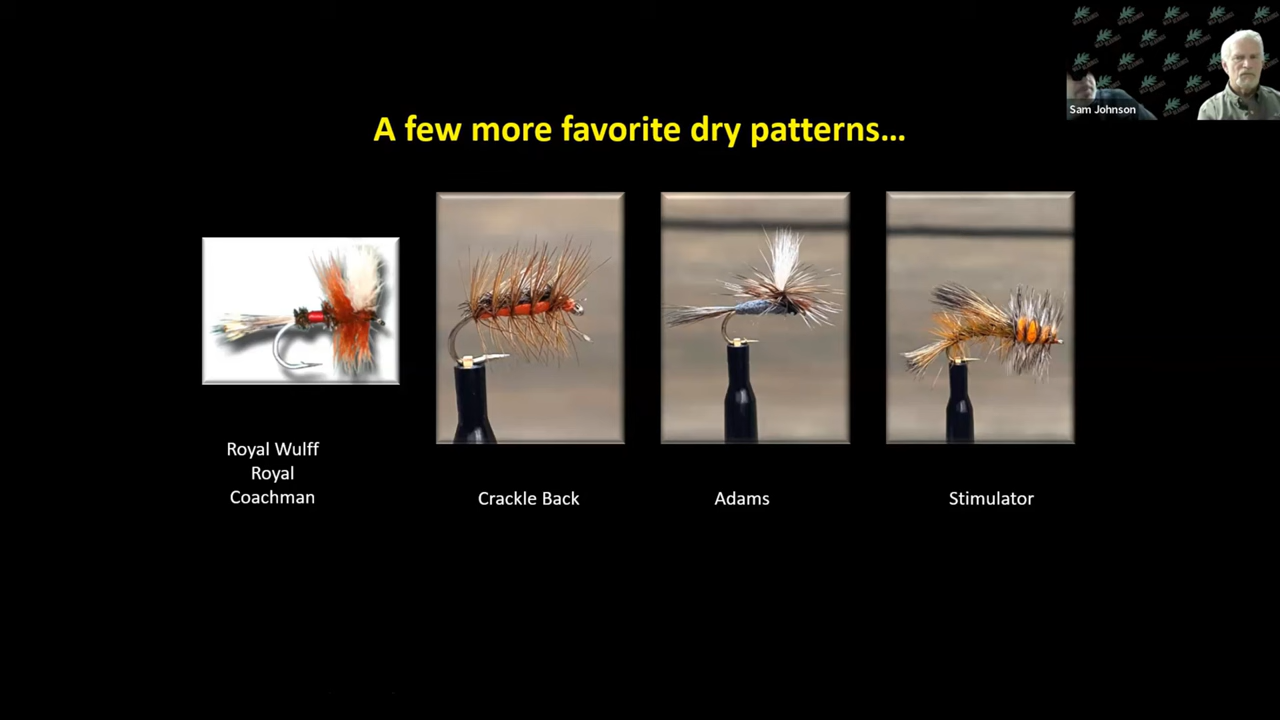 Sam Johnson
A few more favorite dry patterns...
Royal Wulff
Royal
Coachman
Crackle Back
Adams
Stimulator